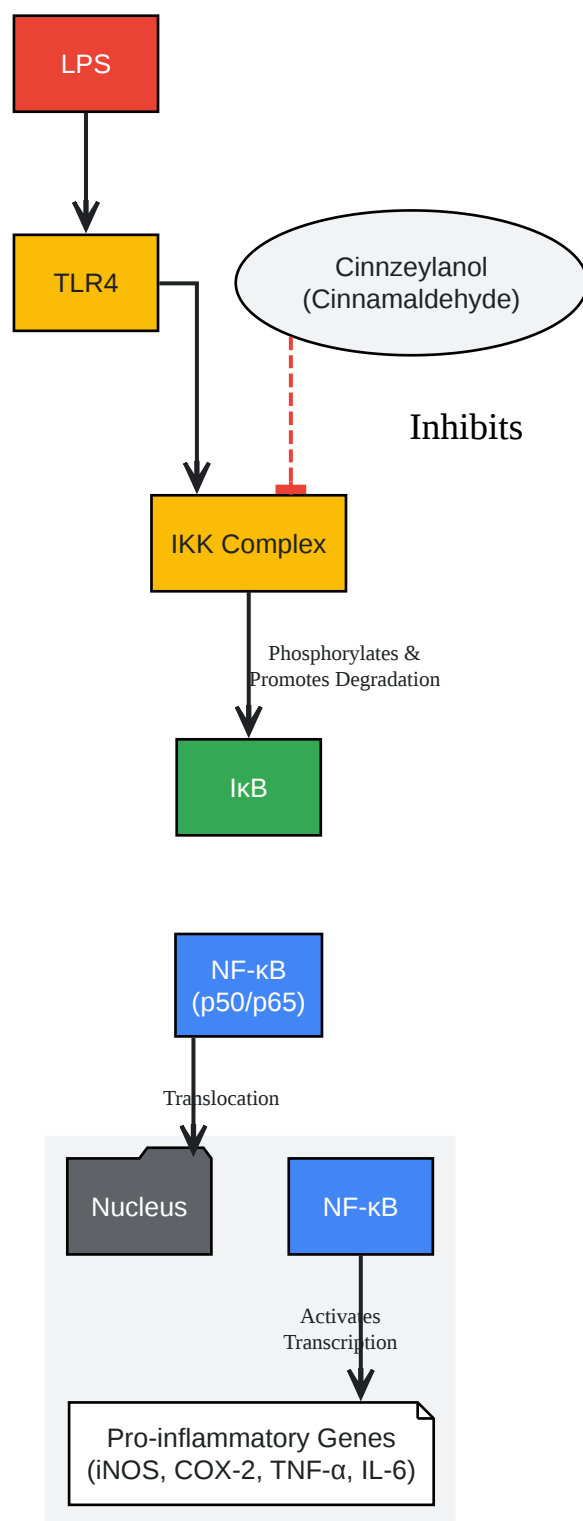 LPS
TLR4
Cinnzeylanol
(Cinnamaldehyde)
Inhibits
IKK Complex
Phosphorylates &
Promotes Degradation
IκB
NF-κB
(p50/p65)
Translocation
Nucleus
NF-κB
Activates
Transcription
Pro-inflammatory Genes
(iNOS, COX-2, TNF-α, IL-6)